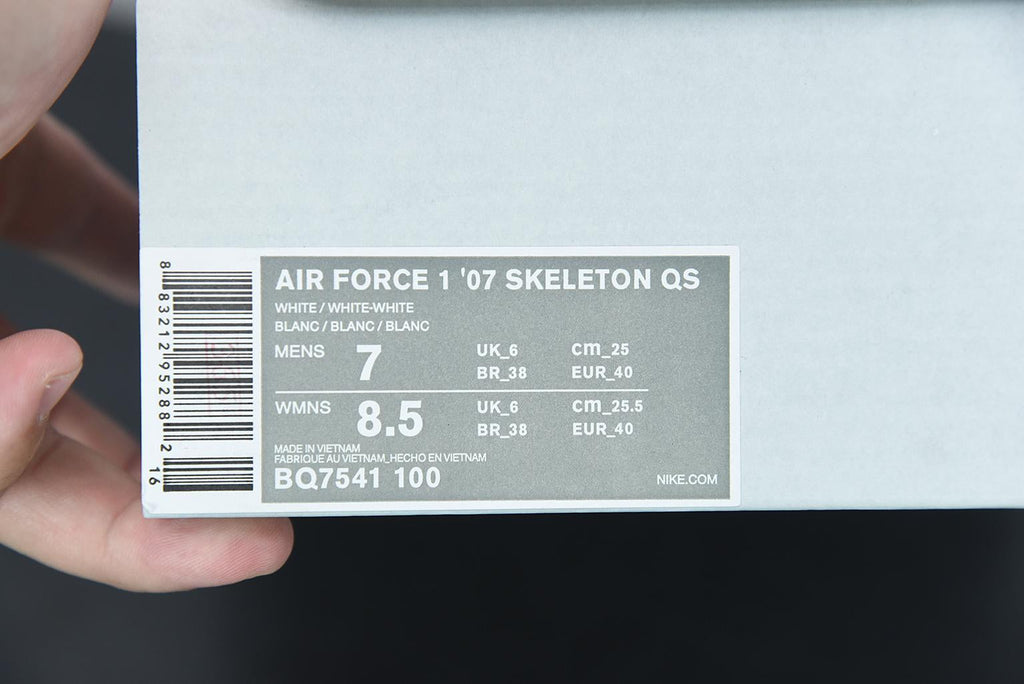 AIR FORCE 1 '07 SKELETON QS
WHITE / WHITE-WHITE
BLANC / BLANC / BLANC
MENS 7 UK_6 cm_25
BR_38 EUR_40
WMNS 8.5 UK_6 cm_25.5
BR_38 EUR_40
MADE IN VIETNAM
FABRIQUE AU VIETNAM_HECHO EN VIETNAM
BQ7541 100 NIKE.COM
8 83212 95288 2 16